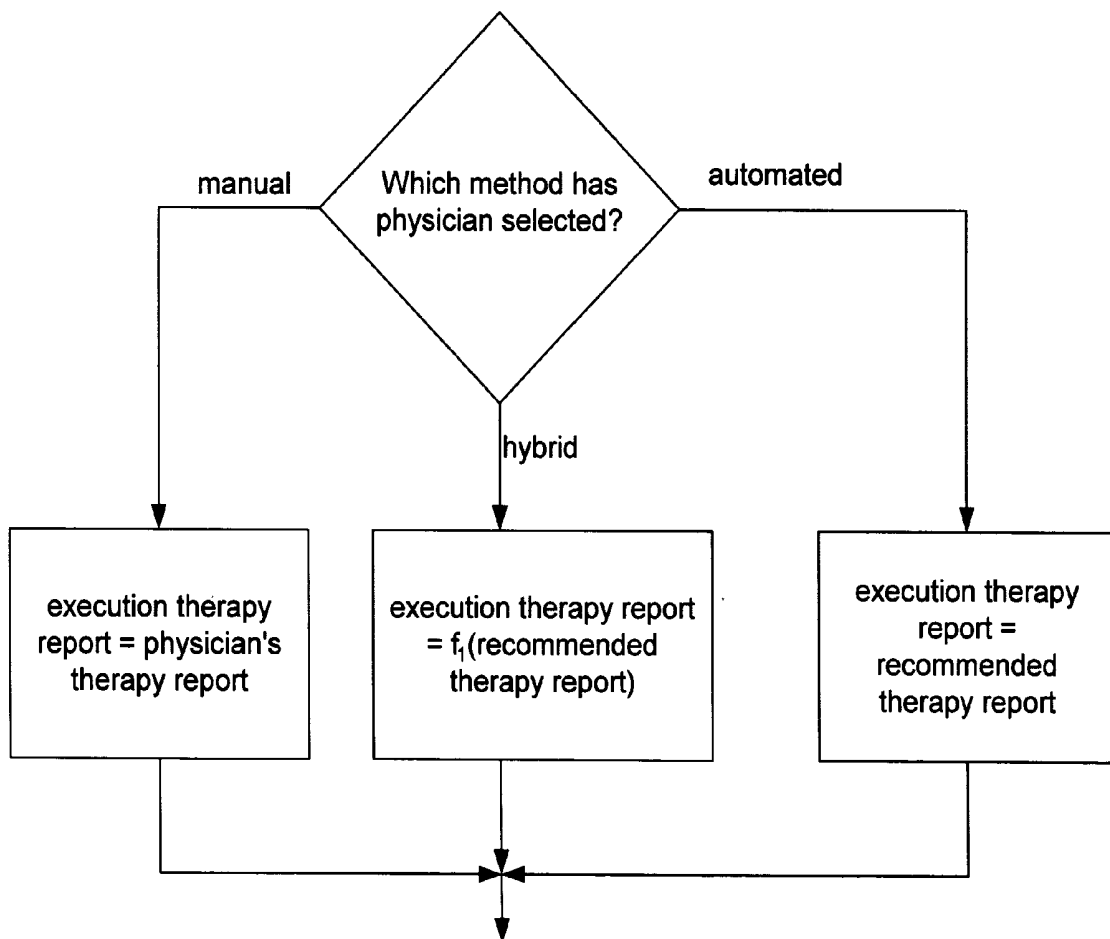 Which method has
physician selected?
manual
automated
hybrid
execution therapy
report = physician's
therapy report
execution therapy report
= f₁(recommended
therapy report)
execution therapy
report =
recommended
therapy report